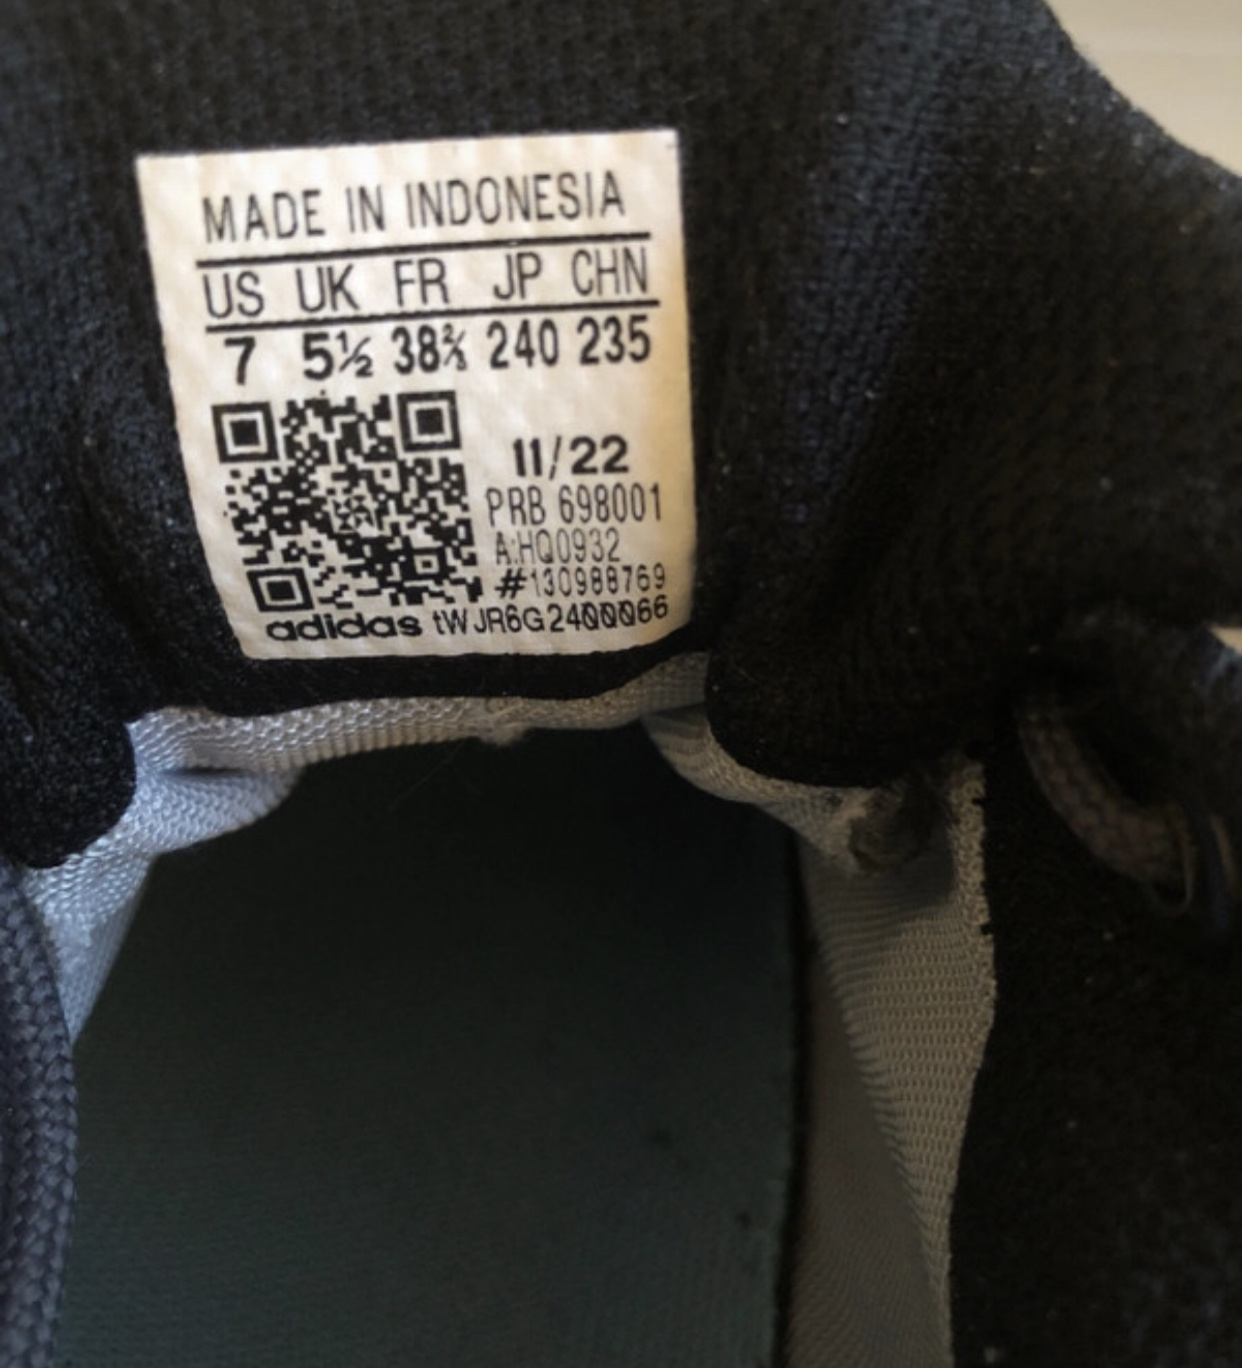 MADE IN INDONESIA
US UK FR JP CHN
7 5½ 38⅔ 240 235
11/22
PRB 698001
A:HQ0932
#130988769
adidas tWJR6G2400066